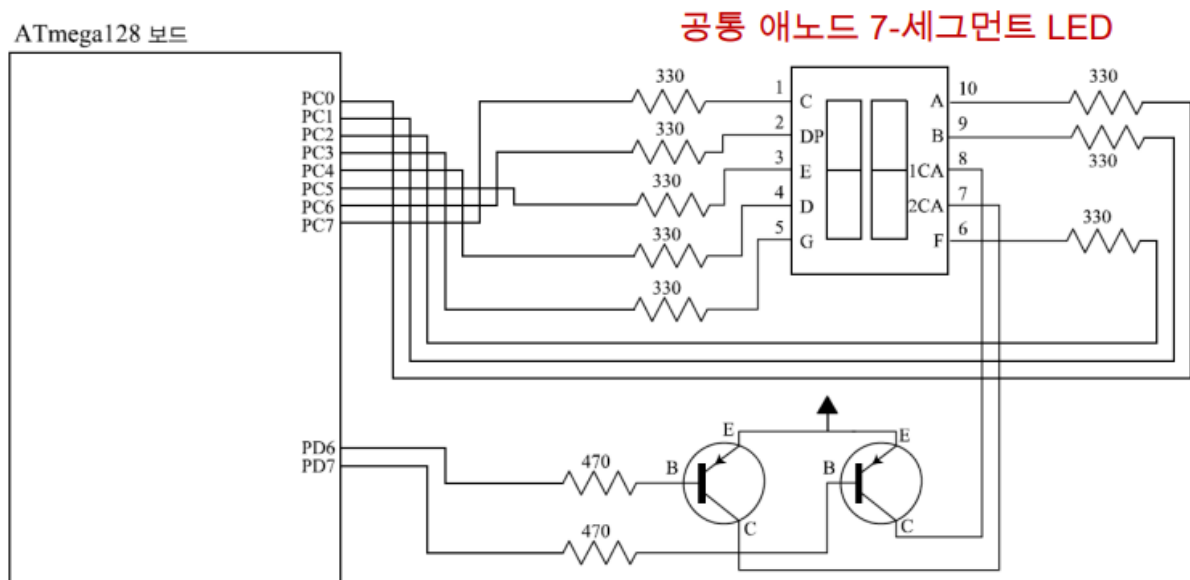 공통 애노드 7-세그먼트 LED
ATmega128 보드
PC0
PC1
PC2
PC3
PC4
PC5
PC6
PC7
330
330
330
330
330
1
2
3
4
5
C
DP
E
D
G
A
B
1CA
2CA
F
10
9
8
7
6
330
330
330
PD6
PD7
470
470
B
E
C
B
E
C